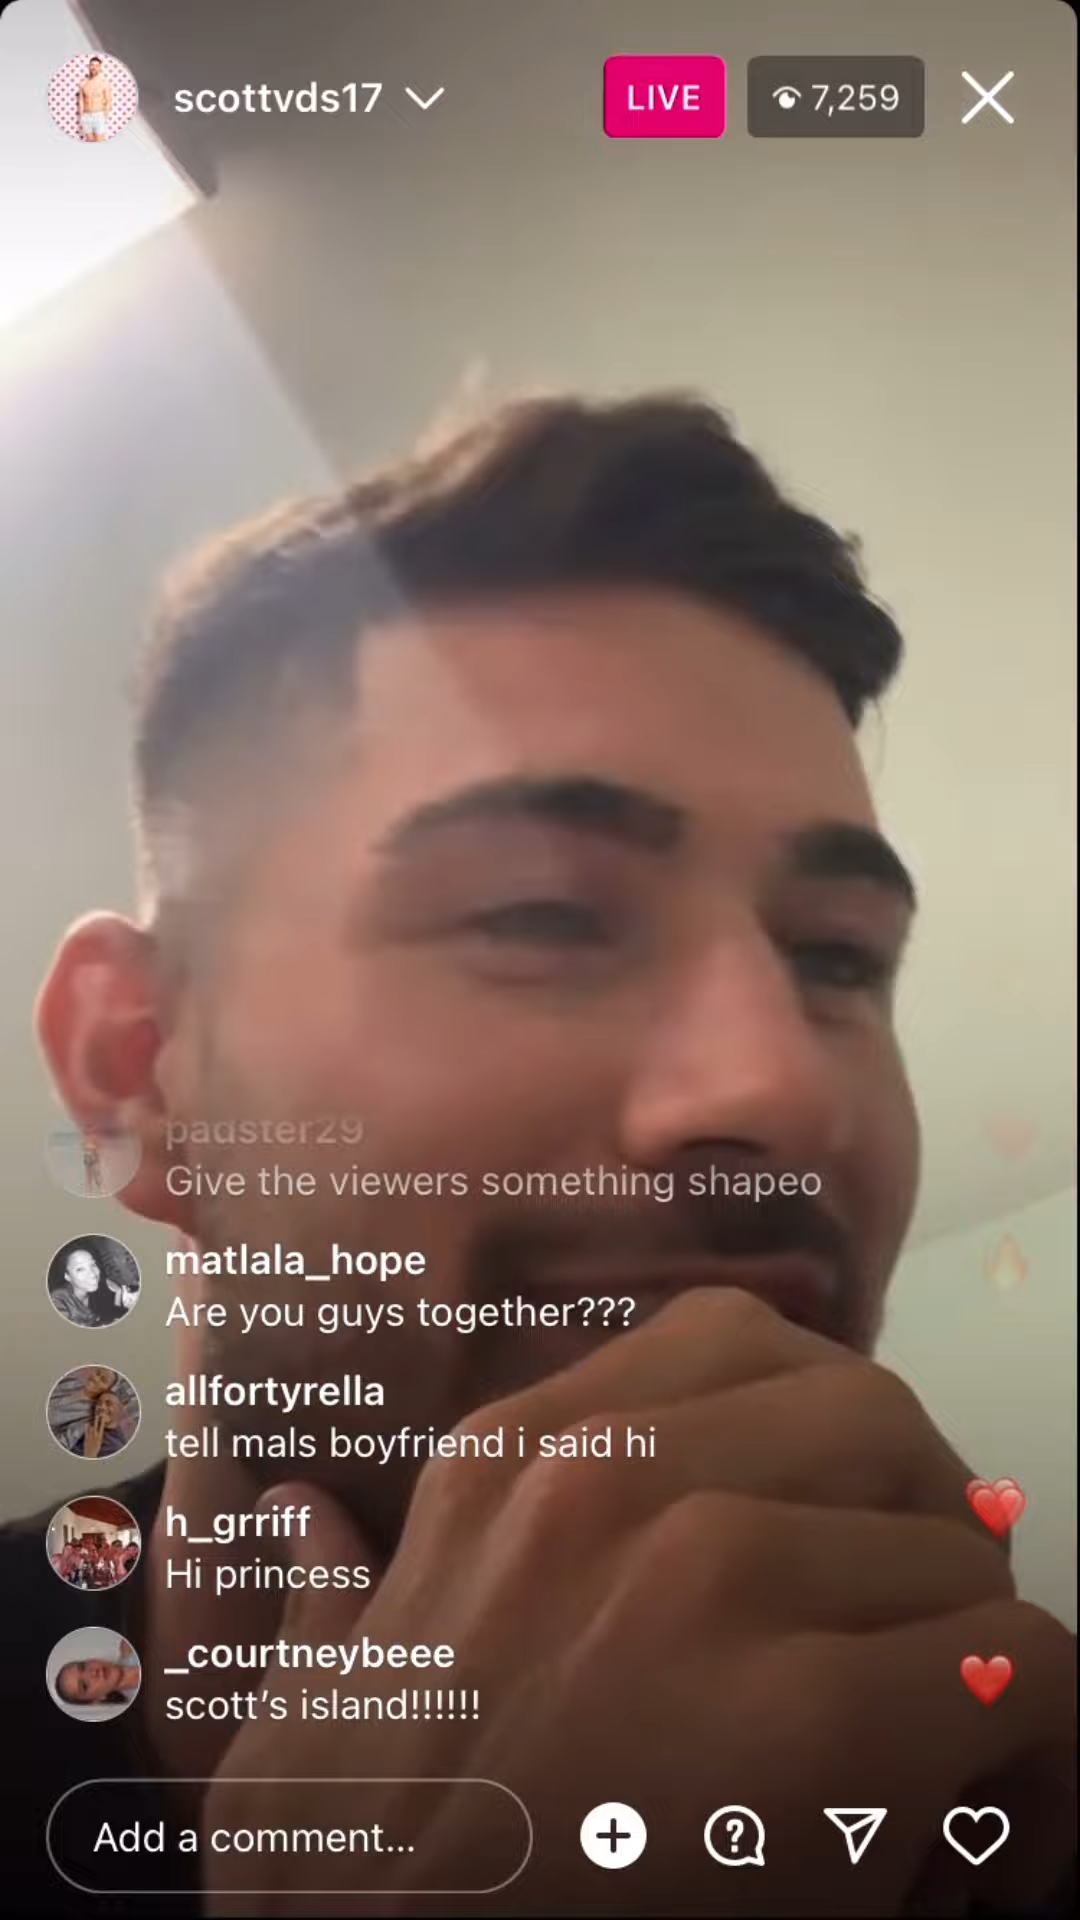 scottvds17
LIVE
7,259
padster29
Give the viewers something shapeo
matlala_hope
Are you guys together???
allfortyrella
tell mals boyfriend i said hi
h_grriff
Hi princess
_courtneybeee
scott’s island!!!!!!
Add a comment...